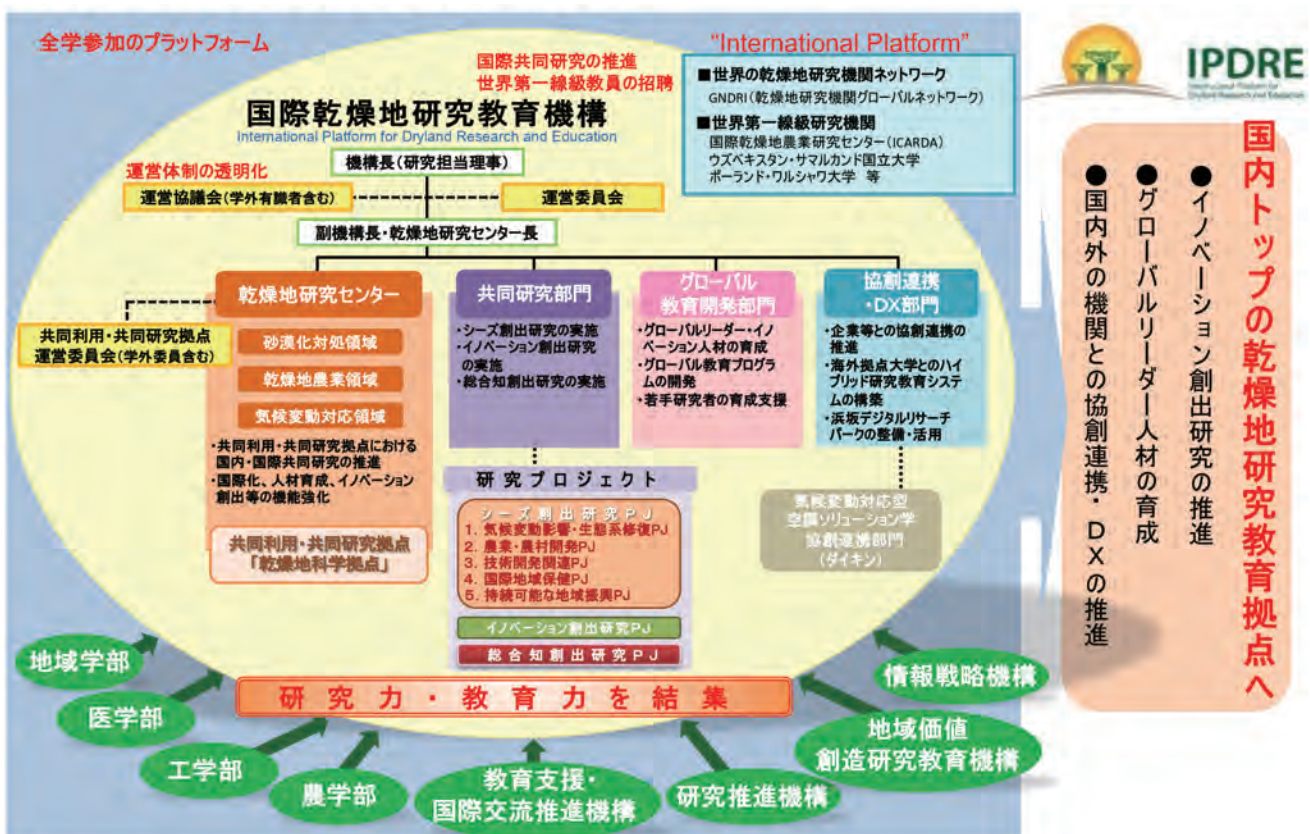 全学参加のプラットフォーム
国際共同研究の推進
世界第一線級教員の招聘
国際乾燥地研究教育機構
International Platform for Dryland Research and Education
"International Platform"
■世界の乾燥地研究機関ネットワーク
GNDRI(乾燥地研究機関グローバルネットワーク)
■世界第一線級研究機関
国際乾燥地農業研究センター(ICARDA)
ウズベキスタン・サマルカンド国立大学
ポーランド・ワルシャワ大学 等
機構長(研究担当理事)
運営体制の透明化
運営協議会(学外有識者含む)
運営委員会
副機構長・乾燥地研究センター長
共同利用・共同研究拠点
運営委員会(学外委員含む)
乾燥地研究センター
砂漠化対処領域
乾燥地農業領域
気候変動対応領域
・共同利用・共同研究拠点における
国内・国際共同研究の推進
・国際化、人材育成、イノベーション
創出等の機能強化
共同利用・共同研究拠点
「乾燥地科学拠点」
共同研究部門
・シーズ創出研究の実施
・イノベーション創出研究
の実施
・総合知創出研究の実施
研究プロジェクト
シーズ創出研究PJ
1. 気候変動影響・生態系修復PJ
2. 農業・農村開発PJ
3. 技術開発関連PJ
4. 国際地域保健PJ
5. 持続可能な地域振興PJ
イノベーション創出研究PJ
総合知創出研究PJ
グローバル
教育開発部門
・グローバルリーダー・イノ
ベーション人材の育成
・グローバル教育プログラ
ムの開発
・若手研究者の育成支援
協創連携
・DX部門
・企業等との協創連携の
推進
・海外拠点大学とのハイ
ブリッド研究教育システ
ムの構築
・浜坂デジタルリサーチ
パークの整備・活用
気候変動対応型
空調ソリューション学
協創連携部門
(ダイキン)
研究力・教育力を結集
地域学部
医学部
工学部
農学部
教育支援・
国際交流推進機構
研究推進機構
地域価値
創造研究教育機構
情報戦略機構
IPDRE
International Platform for
Dryland Research and Education
国内トップの乾燥地研究教育拠点へ
●イノベーション創出研究の推進
●グローバルリーダー人材の育成
●国内外の機関との協創連携・DXの推進